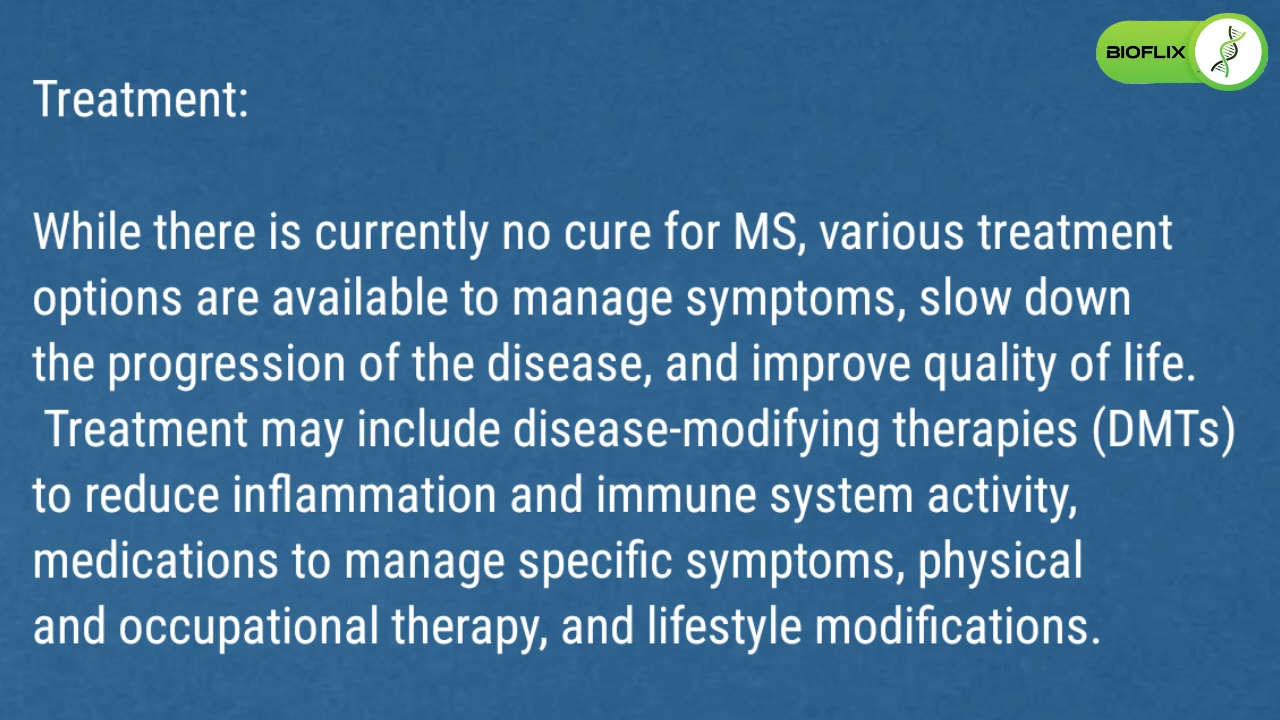 BIOFLIX
Treatment:
While there is currently no cure for MS, various treatment
options are available to manage symptoms, slow down
the progression of the disease, and improve quality of life.
Treatment may include disease-modifying therapies (DMTs)
to reduce inflammation and immune system activity,
medications to manage specific symptoms, physical
and occupational therapy, and lifestyle modifications.